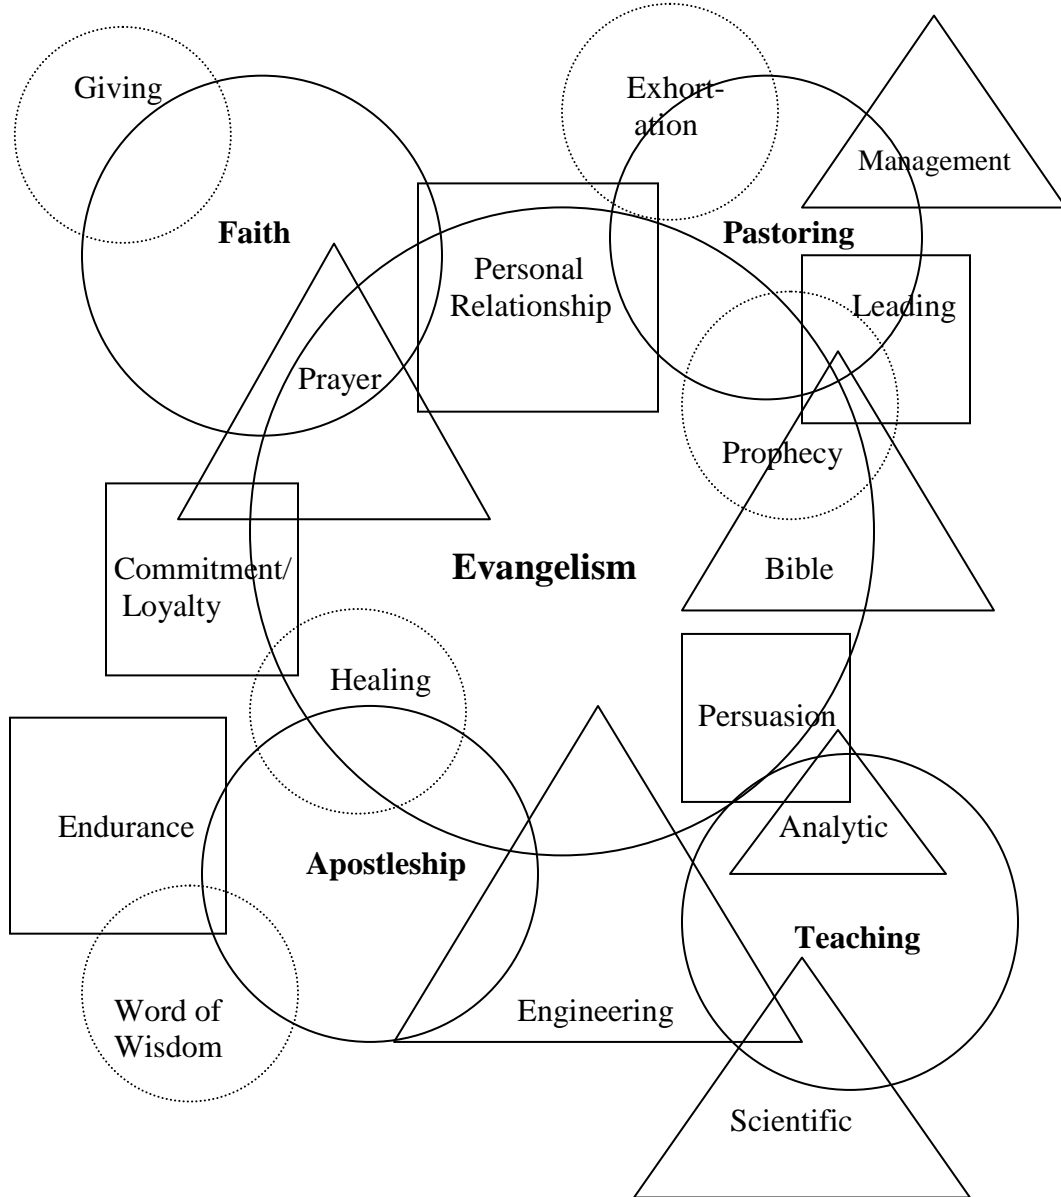 Giving
Exhort-
ation
Management
Faith
Pastoring
Personal
Relationship
Leading
Prayer
Prophecy
Evangelism
Bible
Commitment/
Loyalty
Healing
Persuasion
Endurance
Analytic
Apostleship
Teaching
Word of
Wisdom
Engineering
Scientific